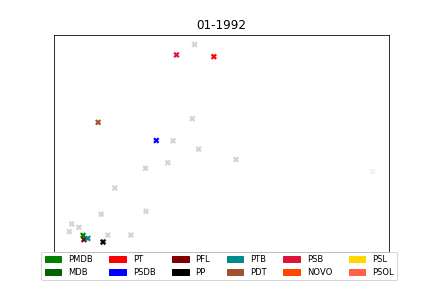 01-1992
PMDB PT PFL PTB PSB PSL
MDB PSDB PP PDT NOVO PSOL